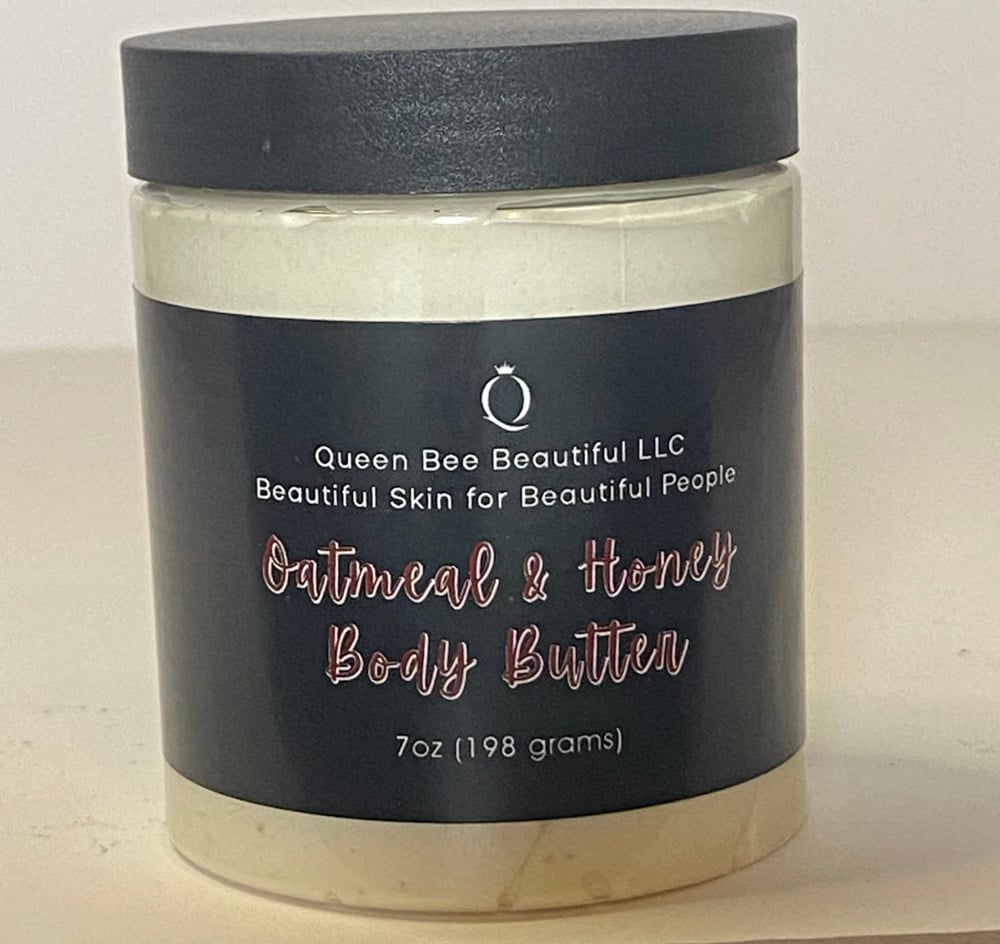 Q
Queen Bee Beautiful LLC
Beautiful Skin for Beautiful People
Oatmeal & Honey
Body Butter
7oz (198 grams)